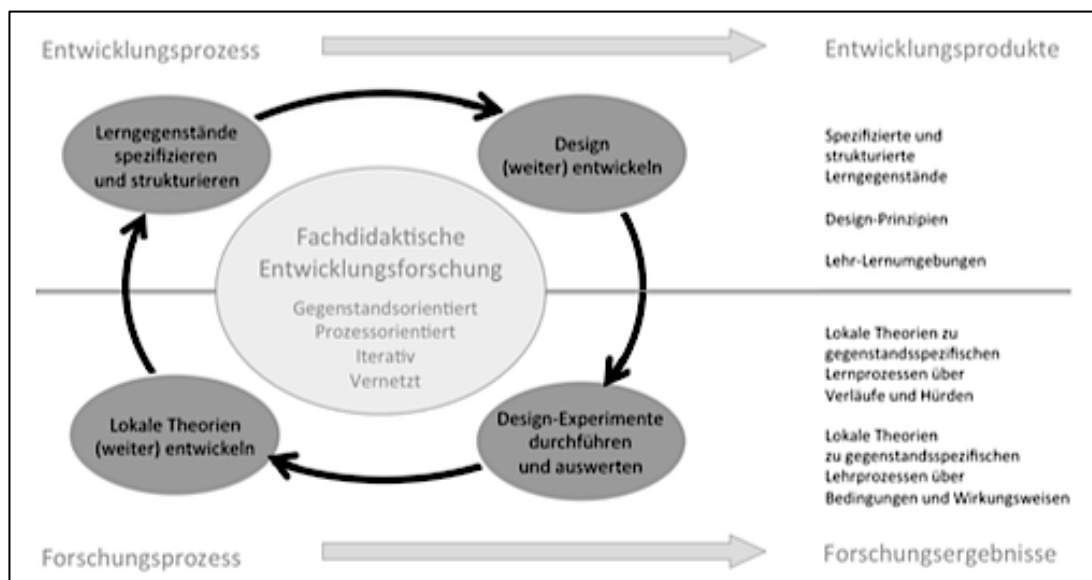 Entwicklungsprozess
Entwicklungsprodukte
Lerngegenstände
spezifizieren
und strukturieren
Design
(weiter) entwickeln
Spezifizierte und
strukturierte
Lerngegenstände
Design-Prinzipien
Lehr-Lernumgebungen
Fachdidaktische
Entwicklungsforschung
Gegenstandsorientiert
Prozessorientiert
Iterativ
Vernetzt
Lokale Theorien
(weiter) entwickeln
Design-Experimente
durchführen
und auswerten
Lokale Theorien zu
gegenstandsspezifischen
Lernprozessen über
Verläufe und Hürden
Lokale Theorien
zu gegenstandsspezifischen
Lehrprozessen über
Bedingungen und Wirkungsweisen
Forschungsprozess
Forschungsergebnisse